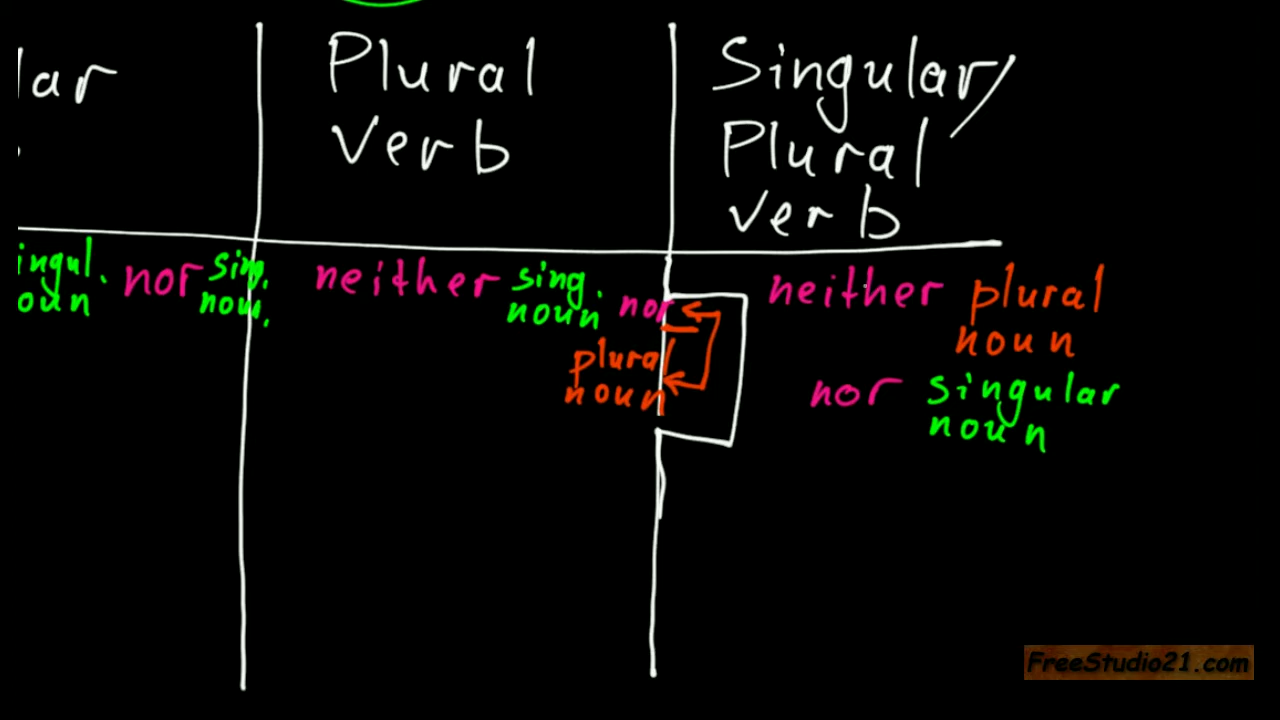 lar
Plural
verb
Singular/
Plural
verb
ingul. nor sin.
oun noun.
neither sing.
noun nor
plural
noun
neither plural
noun
nor singular
noun
FreeStudio21.com